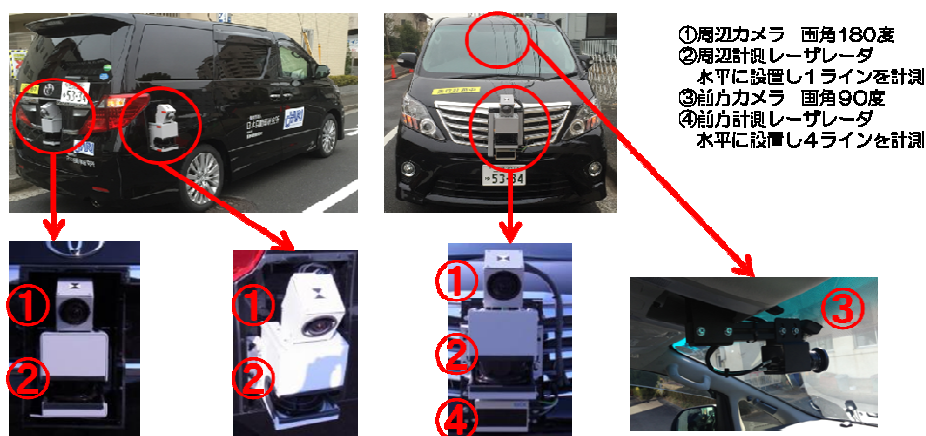 ①周辺カメラ 画角180度
②周辺計測レーザレーダ
水平に設置し1ラインを計測
③前方カメラ 画角90度
④前方計測レーザレーダ
水平に設置し4ラインを計測
53-34
①
②
①
②
①
②
④
③